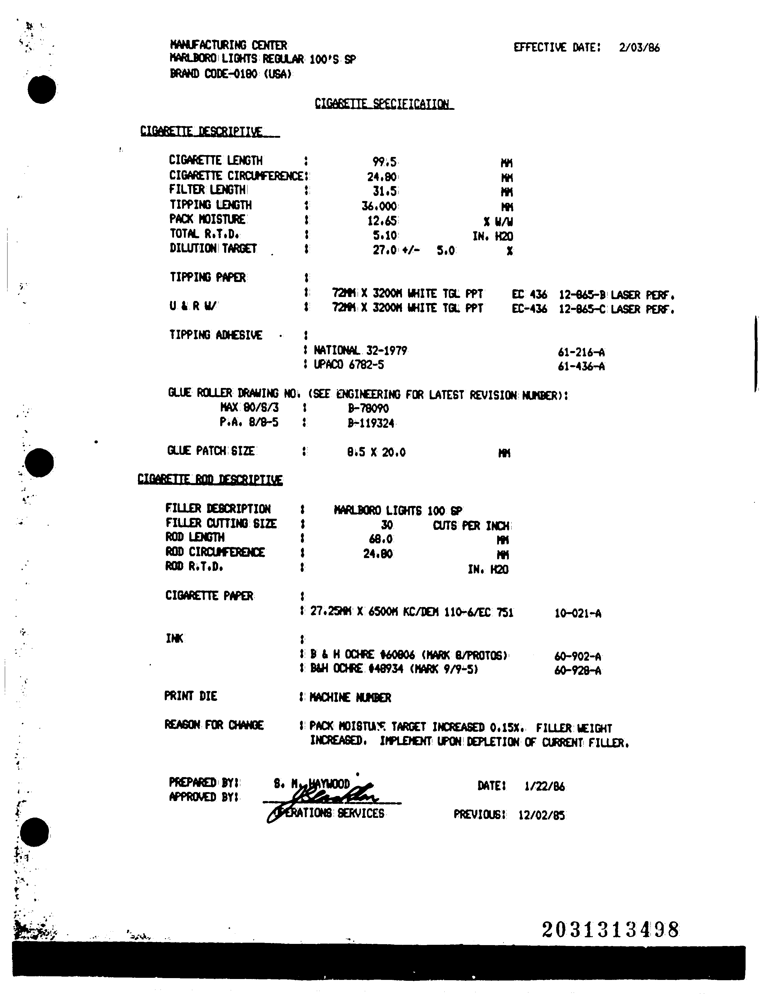 MANUFACTURING CENTER EFFECTIVE DATE: 2/03/86
MARLBORO LIGHTS REGULAR 100'S SP
BRAND CODE-0180 (USA)
CIGARETTE SPECIFICATION
CIGARETTE DESCRIPTIVE
CIGARETTE LENGTH : 99.5 MM
CIGARETTE CIRCUMFERENCE: 24.80 MM
FILTER LENGTH : 31.5 MM
TIPPING LENGTH : 36.000 MM
PACK MOISTURE : 12.65 % W/W
TOTAL R.T.D. : 5.10 IN. H2O
DILUTION TARGET : 27.0 +/- 5.0 %
TIPPING PAPER :
: 72MM X 3200M WHITE TGL PPT EC 436 12-865-B LASER PERF.
U & R W/ : 72MM X 3200M WHITE TGL PPT EC-436 12-865-C LASER PERF.
TIPPING ADHESIVE :
: NATIONAL 32-1979 61-216-A
: UPACO 6782-5 61-436-A
GLUE ROLLER DRAWING NO. (SEE ENGINEERING FOR LATEST REVISION NUMBER):
MAX 80/S/3 : B-78090
P.A. 8/8-5 : B-119324
GLUE PATCH SIZE : 8.5 X 20.0 MM
CIGARETTE ROD DESCRIPTIVE
FILLER DESCRIPTION : MARLBORO LIGHTS 100 SP
FILLER CUTTING SIZE : 30 CUTS PER INCH
ROD LENGTH : 68.0 MM
ROD CIRCUMFERENCE : 24.80 MM
ROD R.T.D. : IN. H2O
CIGARETTE PAPER :
: 27.25MM X 6500M KC/DEM 110-6/EC 751 10-021-A
INK :
: B & H OCHRE #60806 (MARK 8/PROTOS) 60-902-A
: B&H OCHRE #48934 (MARK 9/9-5) 60-928-A
PRINT DIE : MACHINE NUMBER
REASON FOR CHANGE : PACK MOISTURE TARGET INCREASED 0.15%. FILLER WEIGHT
INCREASED. IMPLEMENT UPON DEPLETION OF CURRENT FILLER.
PREPARED BY: S. M. HAYWOOD DATE: 1/22/86
APPROVED BY:
OPERATIONS SERVICES PREVIOUS: 12/02/85
2031313498